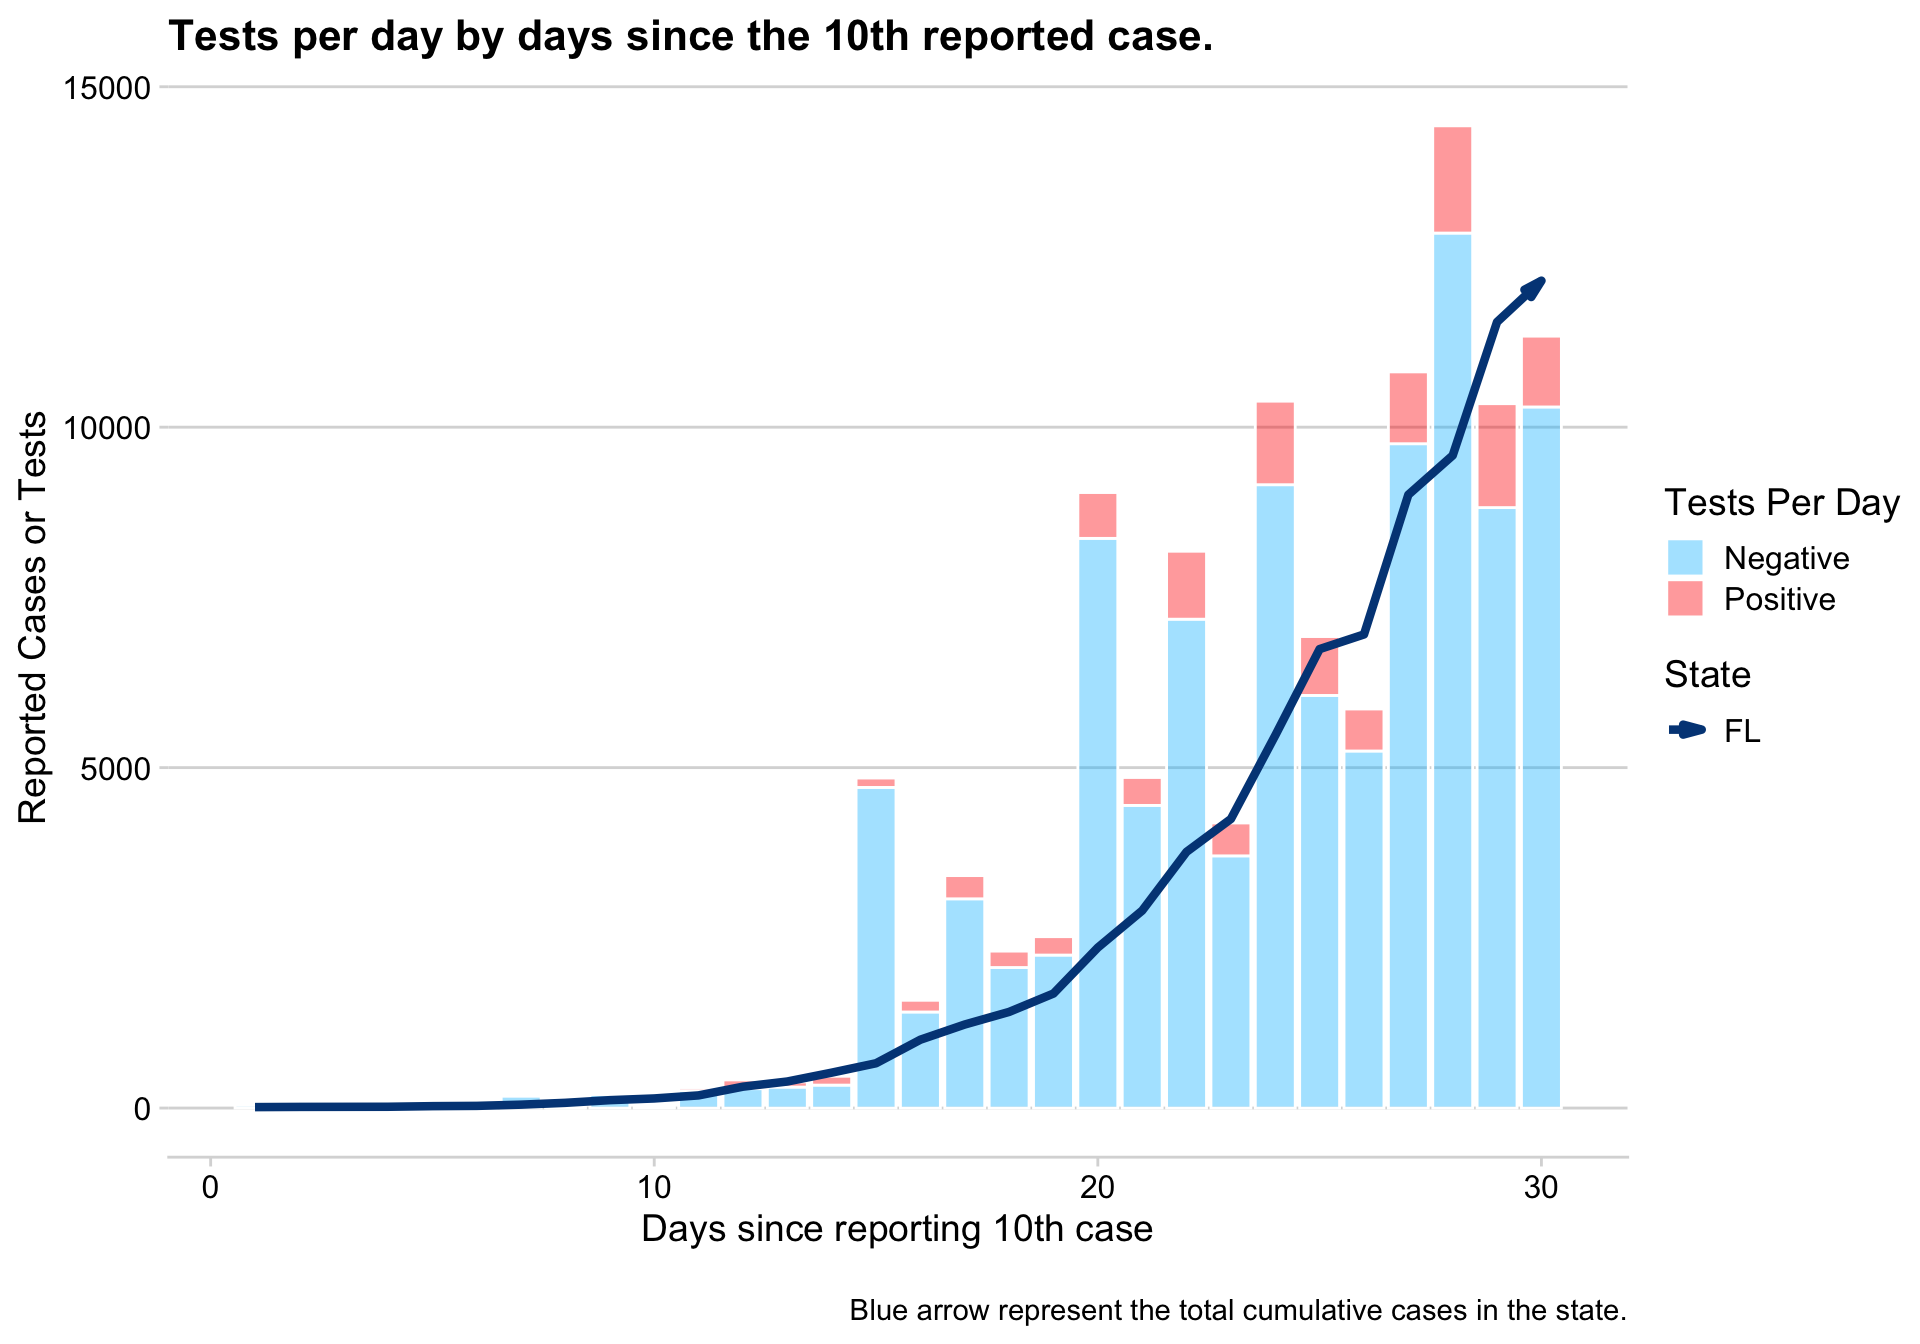 Tests per day by days since the 10th reported case.
15000
10000
5000
0
Reported Cases or Tests
0 10 20 30
Days since reporting 10th case
Tests Per Day
Negative
Positive
State
FL
Blue arrow represent the total cumulative cases in the state.